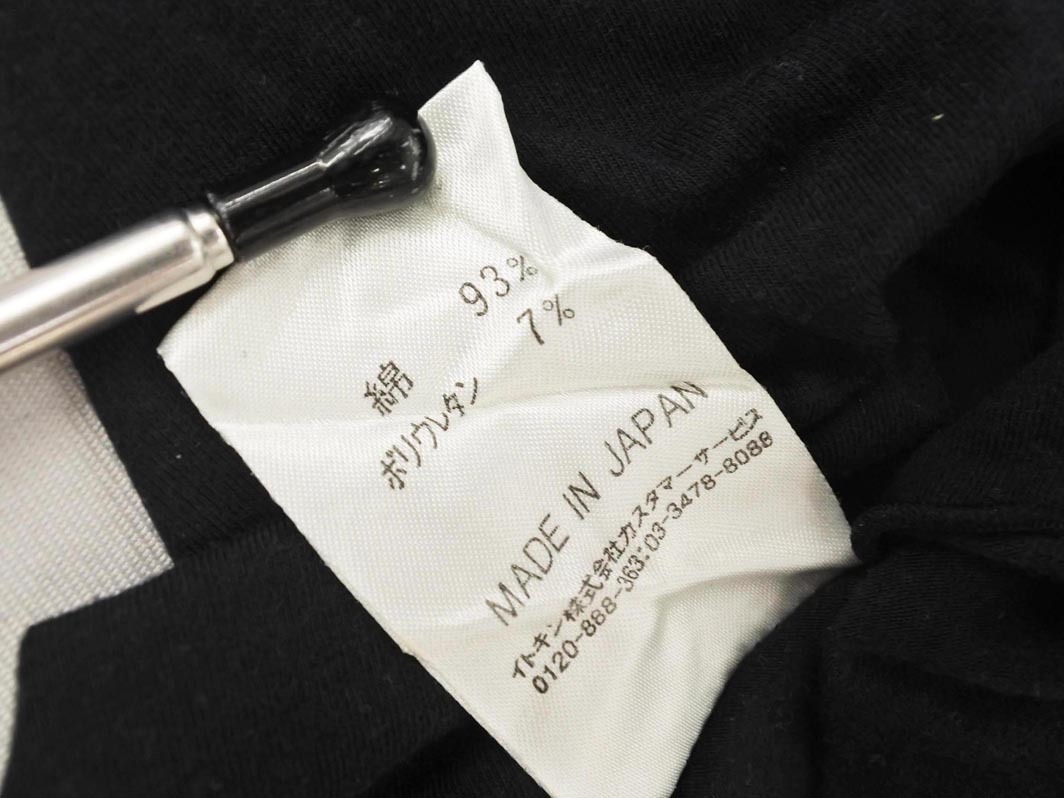 綿 93%
ポリウレタン 7%
MADE IN JAPAN
イトキン株式会社カスタマーサービス
0120-888-363:03-3478-8088